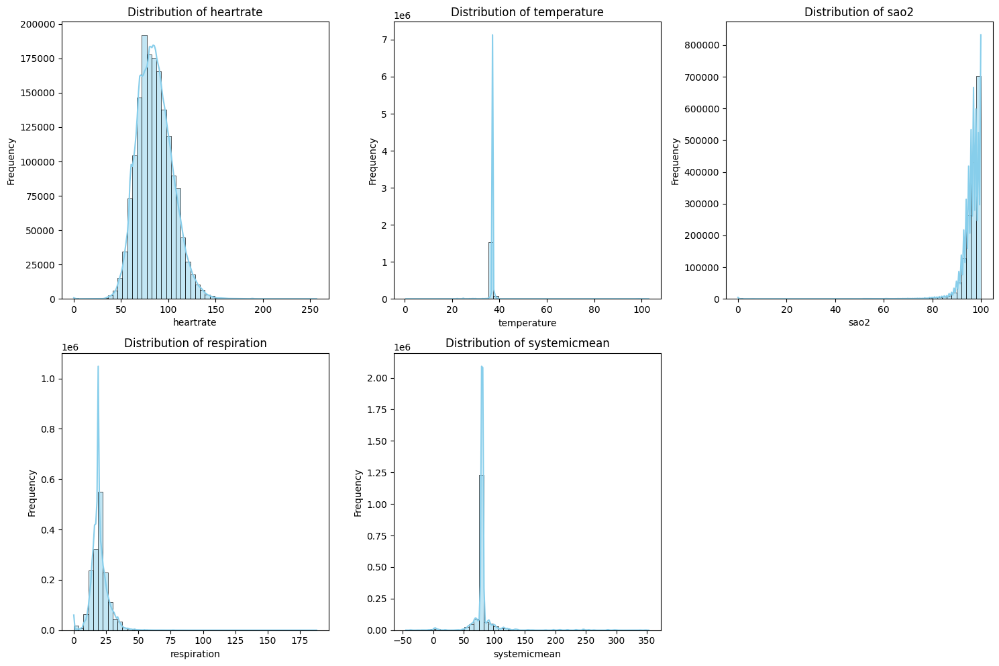 Distribution of heartrate
200000
175000
150000
125000
100000
75000
50000
25000
0
Frequency
0 50 100 150 200 250
heartrate
Distribution of temperature
1e6
7
6
5
4
3
2
1
0
Frequency
0 20 40 60 80 100
temperature
Distribution of sao2
800000
700000
600000
500000
400000
300000
200000
100000
0
Frequency
0 20 40 60 80 100
sao2
Distribution of respiration
1e6
1.0
0.8
0.6
0.4
0.2
0.0
Frequency
0 25 50 75 100 125 150 175
respiration
Distribution of systemicmean
1e6
2.00
1.75
1.50
1.25
1.00
0.75
0.50
0.25
0.00
Frequency
−50 0 50 100 150 200 250 300 350
systemicmean